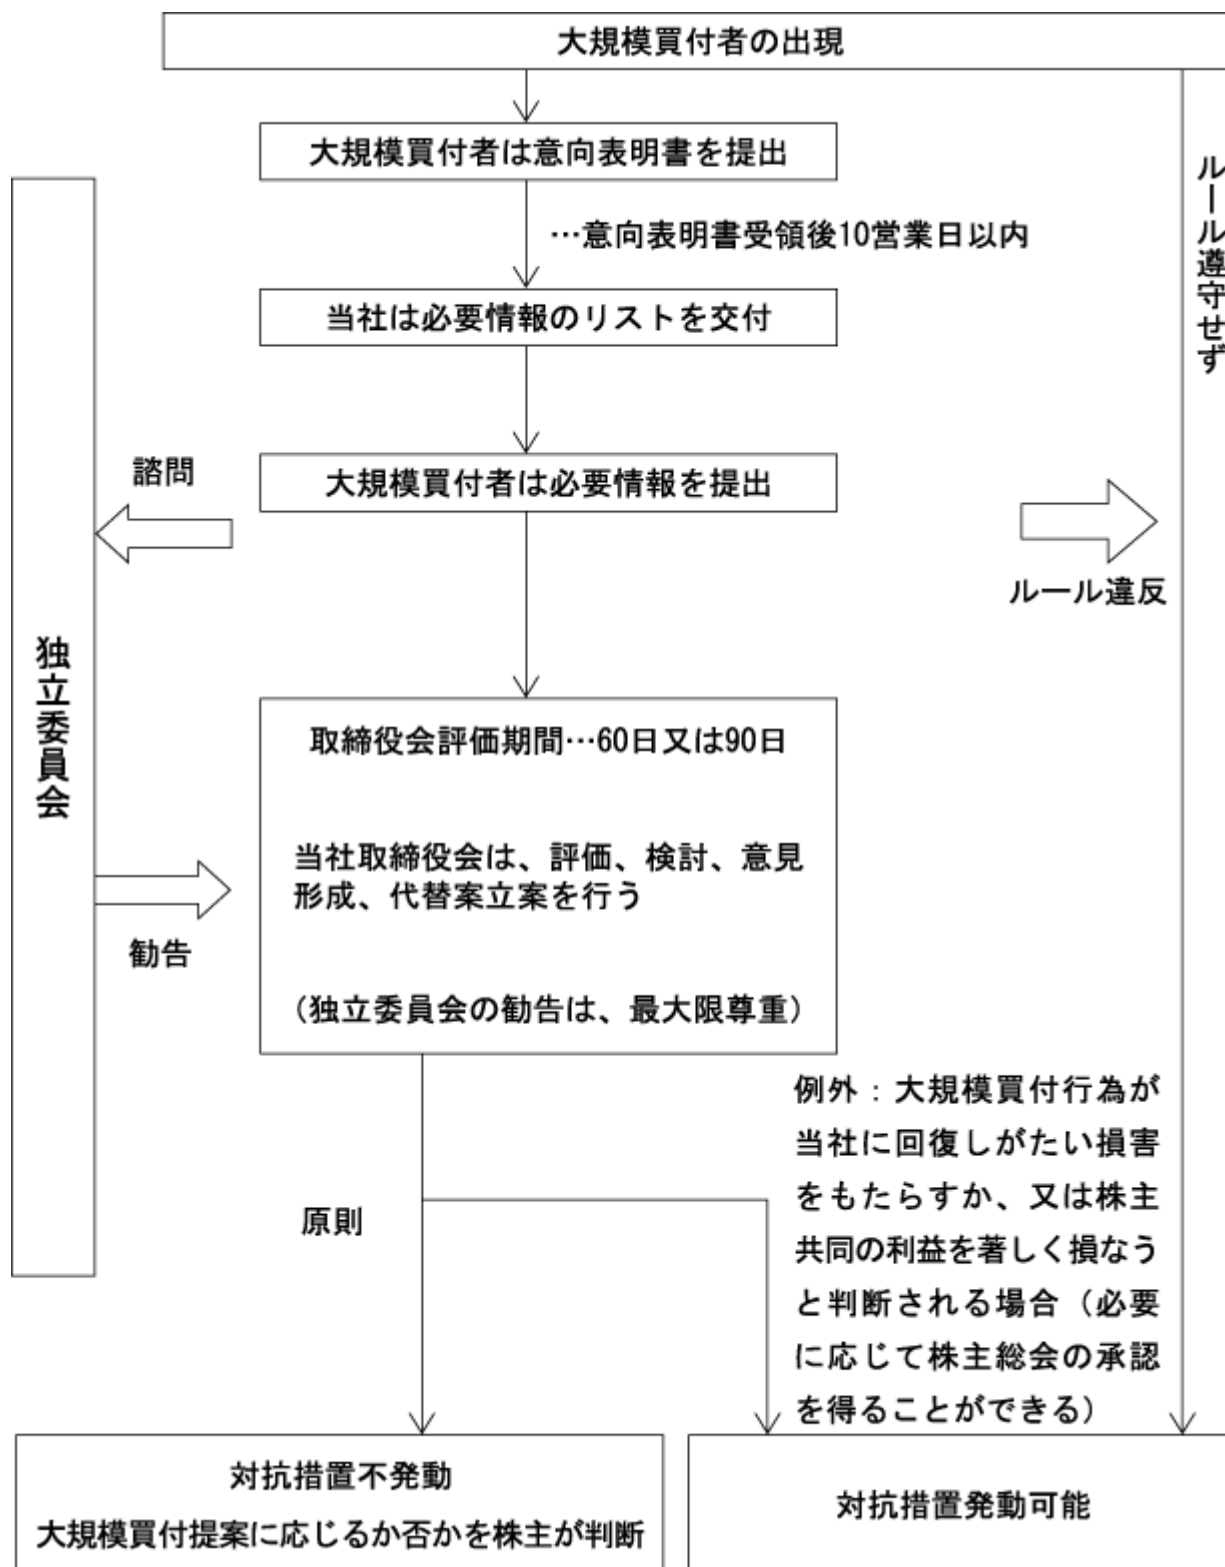 大規模買付者の出現
大規模買付者は意向表明書を提出
…意向表明書受領後10営業日以内
ルール遵守せず
当社は必要情報のリストを交付
諮問
大規模買付者は必要情報を提出
ルール違反
独立委員会
取締役会評価期間…60日又は90日
当社取締役会は、評価、検討、意見
形成、代替案立案を行う
勧告
（独立委員会の勧告は、最大限尊重）
例外：大規模買付行為が
当社に回復しがたい損害
をもたらすか、又は株主
共同の利益を著しく損なう
と判断される場合（必要
に応じて株主総会の承認
を得ることができる）
原則
対抗措置不発動
大規模買付提案に応じるか否かを株主が判断
対抗措置発動可能